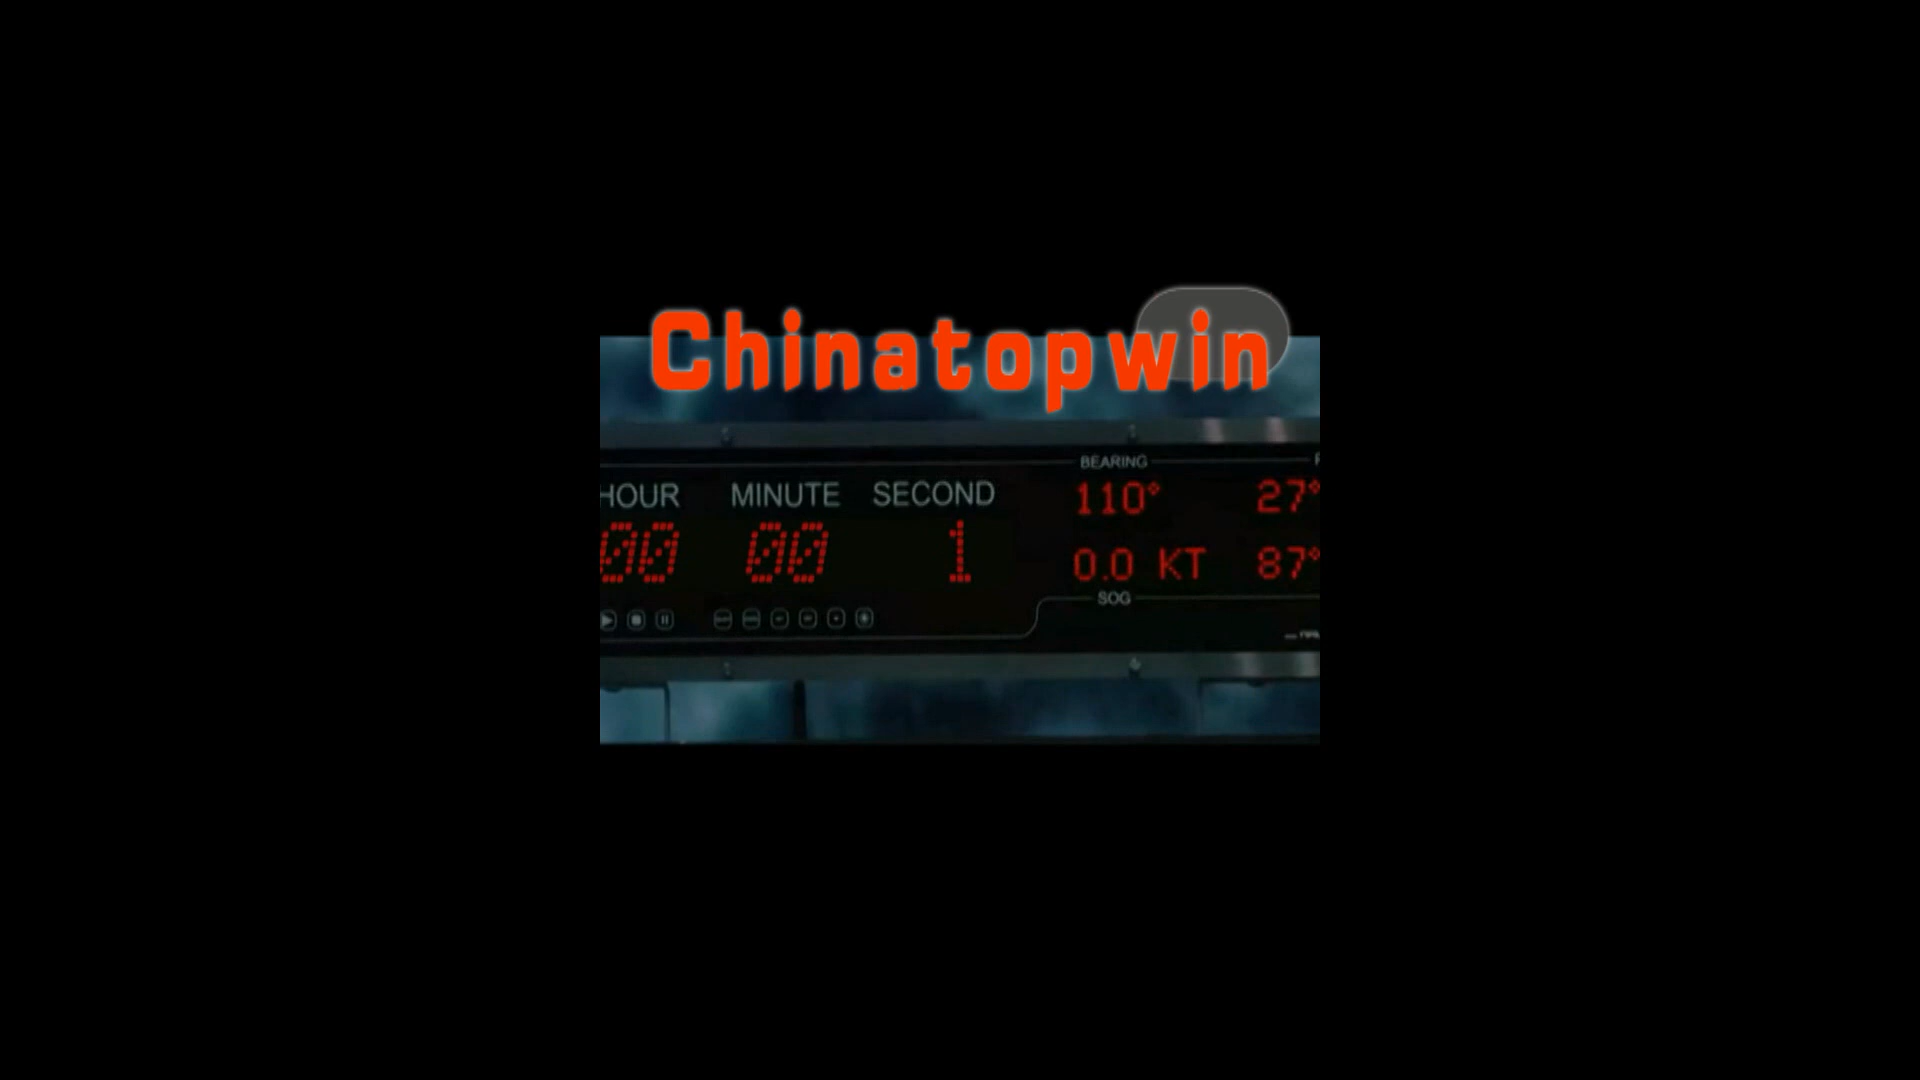 Chinatopwin
BEARING
HOUR MINUTE SECOND
110° 27°
00 00 1
0.0 KT 87°
SOG